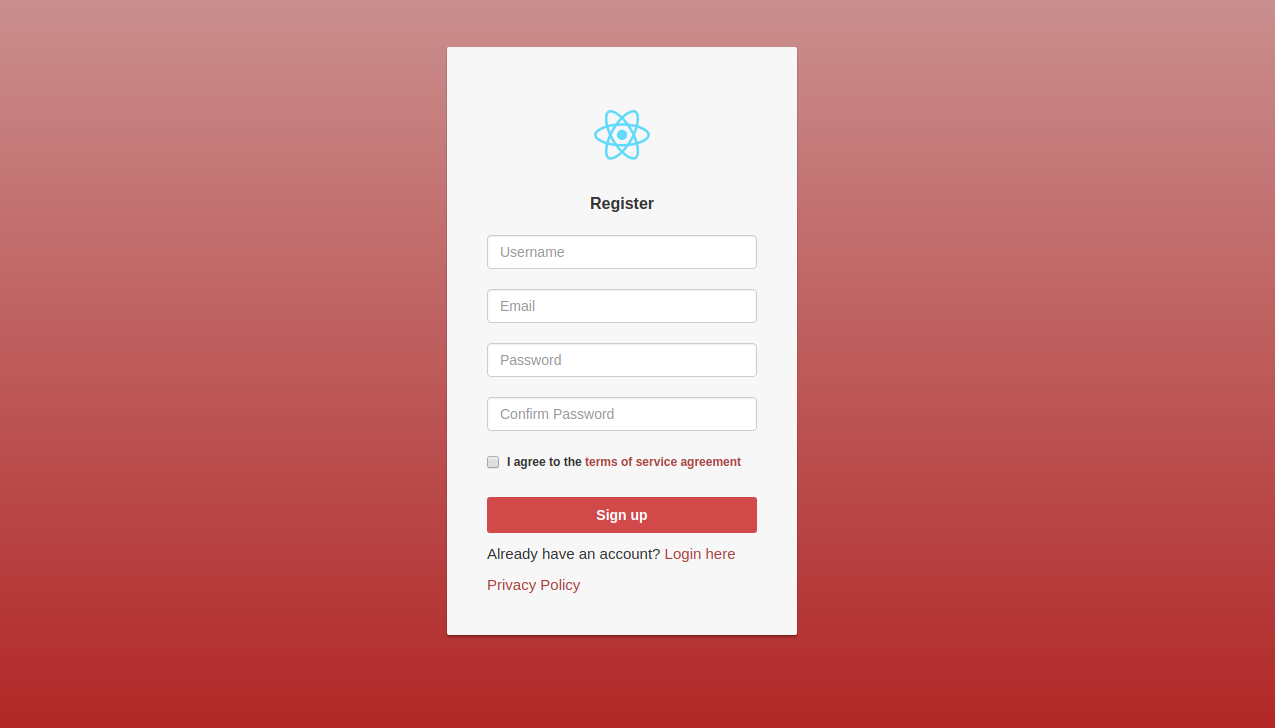 Register
Username
Email
Password
Confirm Password
I agree to the terms of service agreement
Sign up
Already have an account? Login here
Privacy Policy